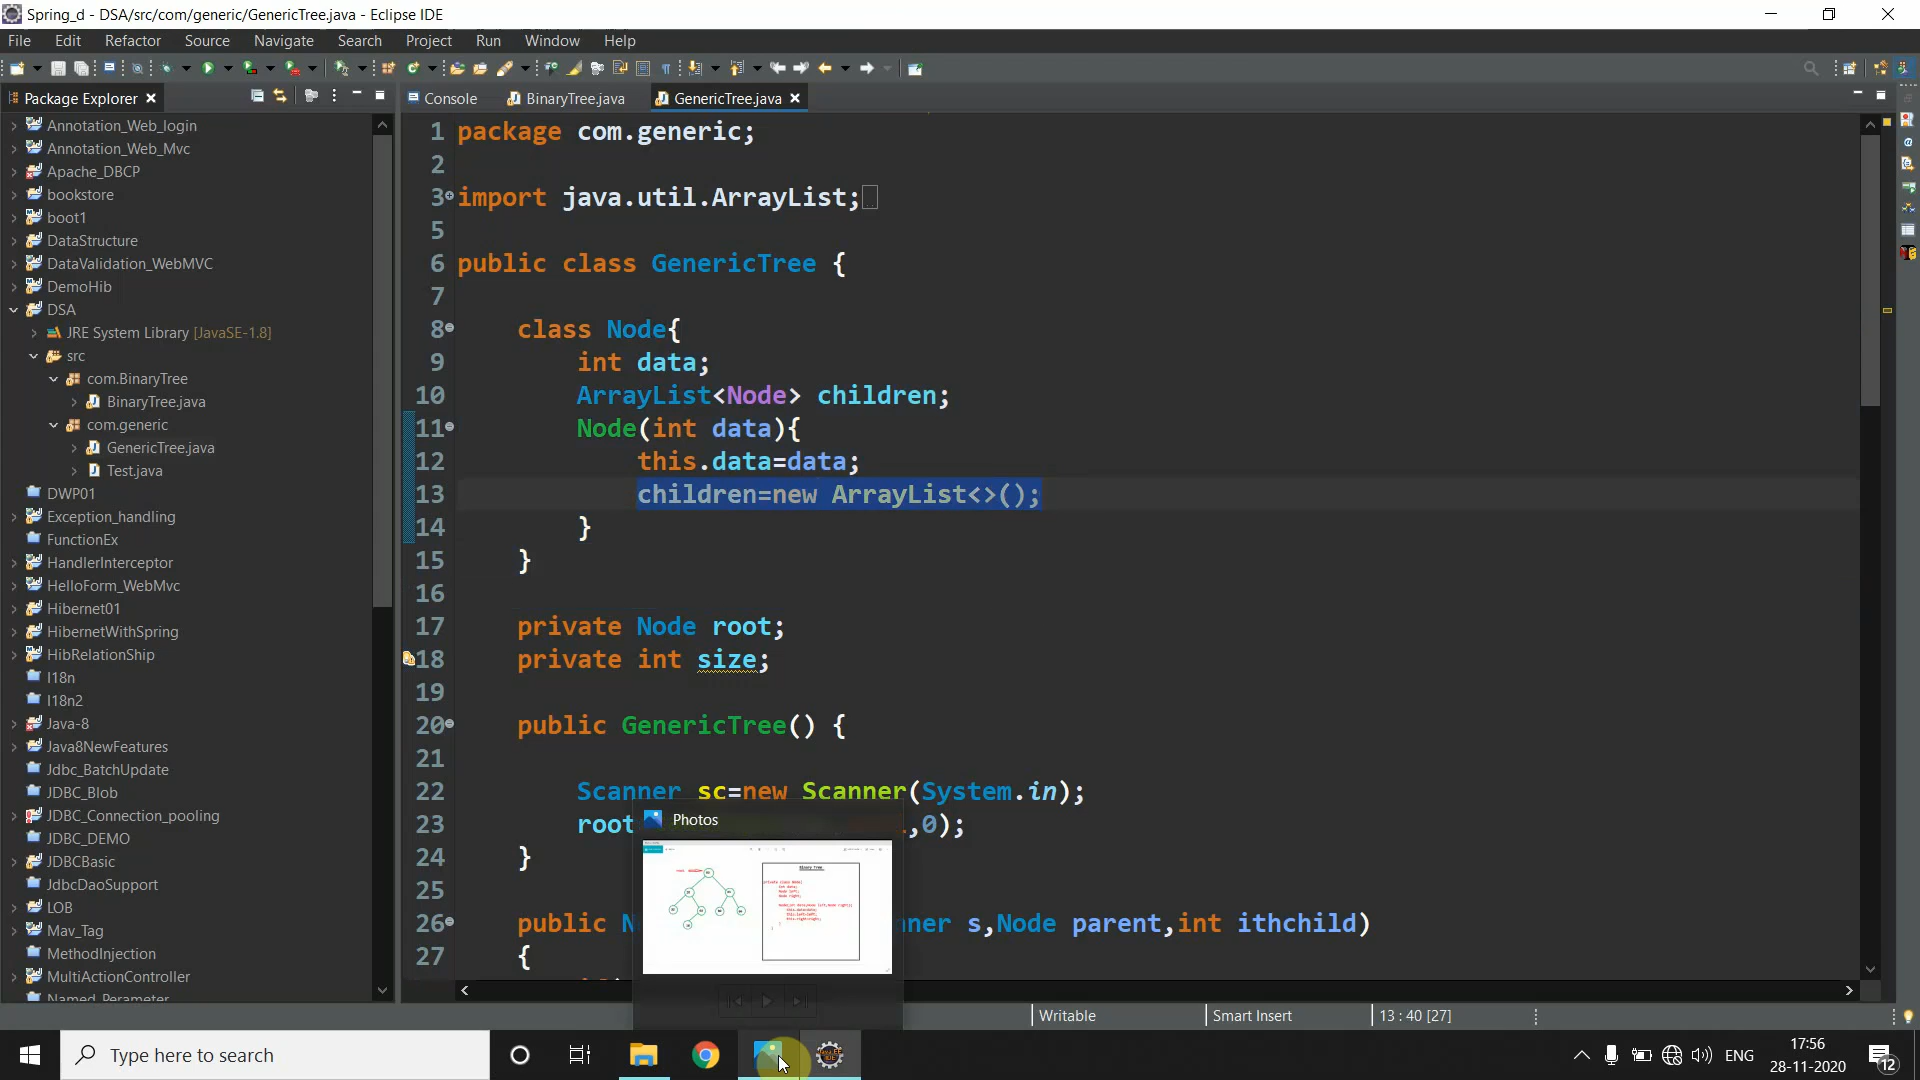 Spring_d - DSA/src/com/generic/GenericTree.java - Eclipse IDE
File Edit Refactor Source Navigate Search Project Run Window Help
Package Explorer
Console BinaryTree.java GenericTree.java
Annotation_Web_login
Annotation_Web_Mvc
Apache_DBCP
bookstore
boot1
DataStructure
DataValidation_WebMVC
DemoHib
DSA
JRE System Library [JavaSE-1.8]
src
com.BinaryTree
BinaryTree.java
com.generic
GenericTree.java
Test.java
DWP01
Exception_handling
FunctionEx
HandlerInterceptor
HelloForm_WebMvc
Hibernet01
HibernetWithSpring
HibRelationShip
I18n
I18n2
Java-8
Java8NewFeatures
Jdbc_BatchUpdate
JDBC_Blob
JDBC_Connection_pooling
JDBC_DEMO
JDBCBasic
JdbcDaoSupport
LOB
Mav_Tag
MethodInjection
MultiActionController
Named_Perameter
1 package com.generic;
2
3 import java.util.ArrayList;
5
6 public class GenericTree {
7
8 class Node{
9 int data;
10 ArrayList<Node> children;
11 Node(int data){
12 this.data=data;
13 children=new ArrayList<>();
14 }
15 }
16
17 private Node root;
18 private int size;
19
20 public GenericTree() {
21
22 Scanner sc=new Scanner(System.in);
23 root ,0);
24 }
25
26 public s,Node parent,int ithchild)
27 {
Photos
Binary Tree
Writable Smart Insert 13 : 40 [27]
Type here to search
ENG
17:56
28-11-2020
12